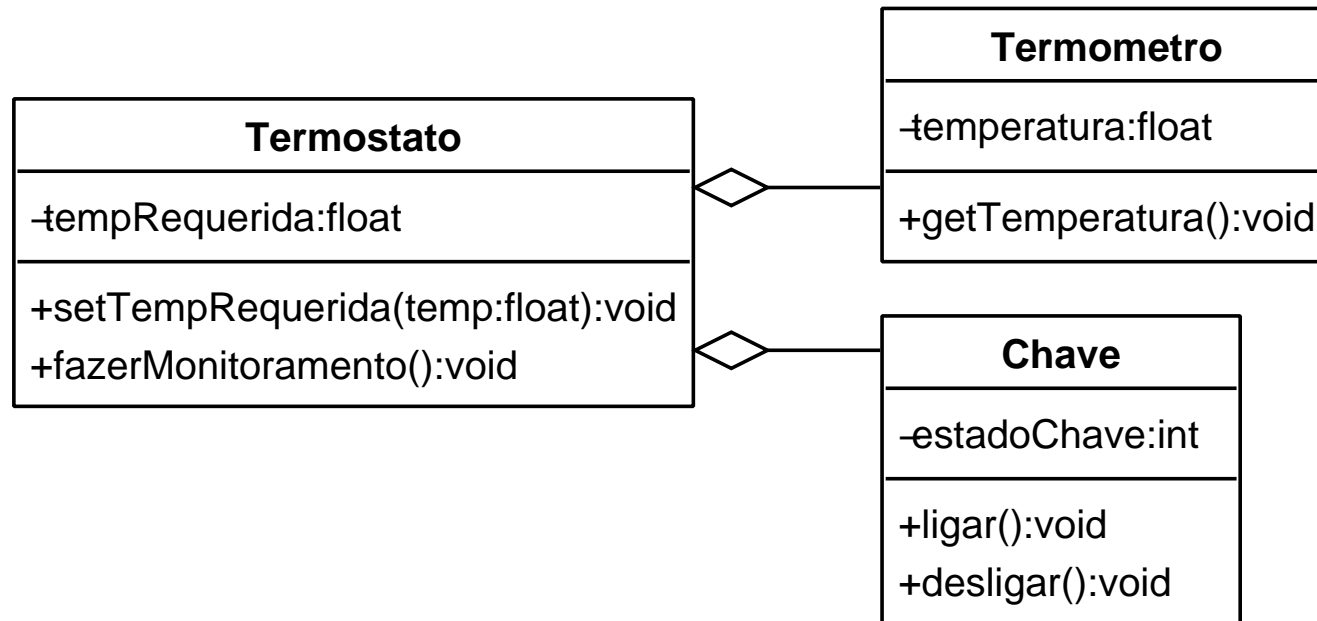 Termostato
-tempRequerida:float
+setTempRequerida(temp:float):void
+fazerMonitoramento():void
Termometro
-temperatura:float
+getTemperatura():void
Chave
-estadoChave:int
+ligar():void
+desligar():void